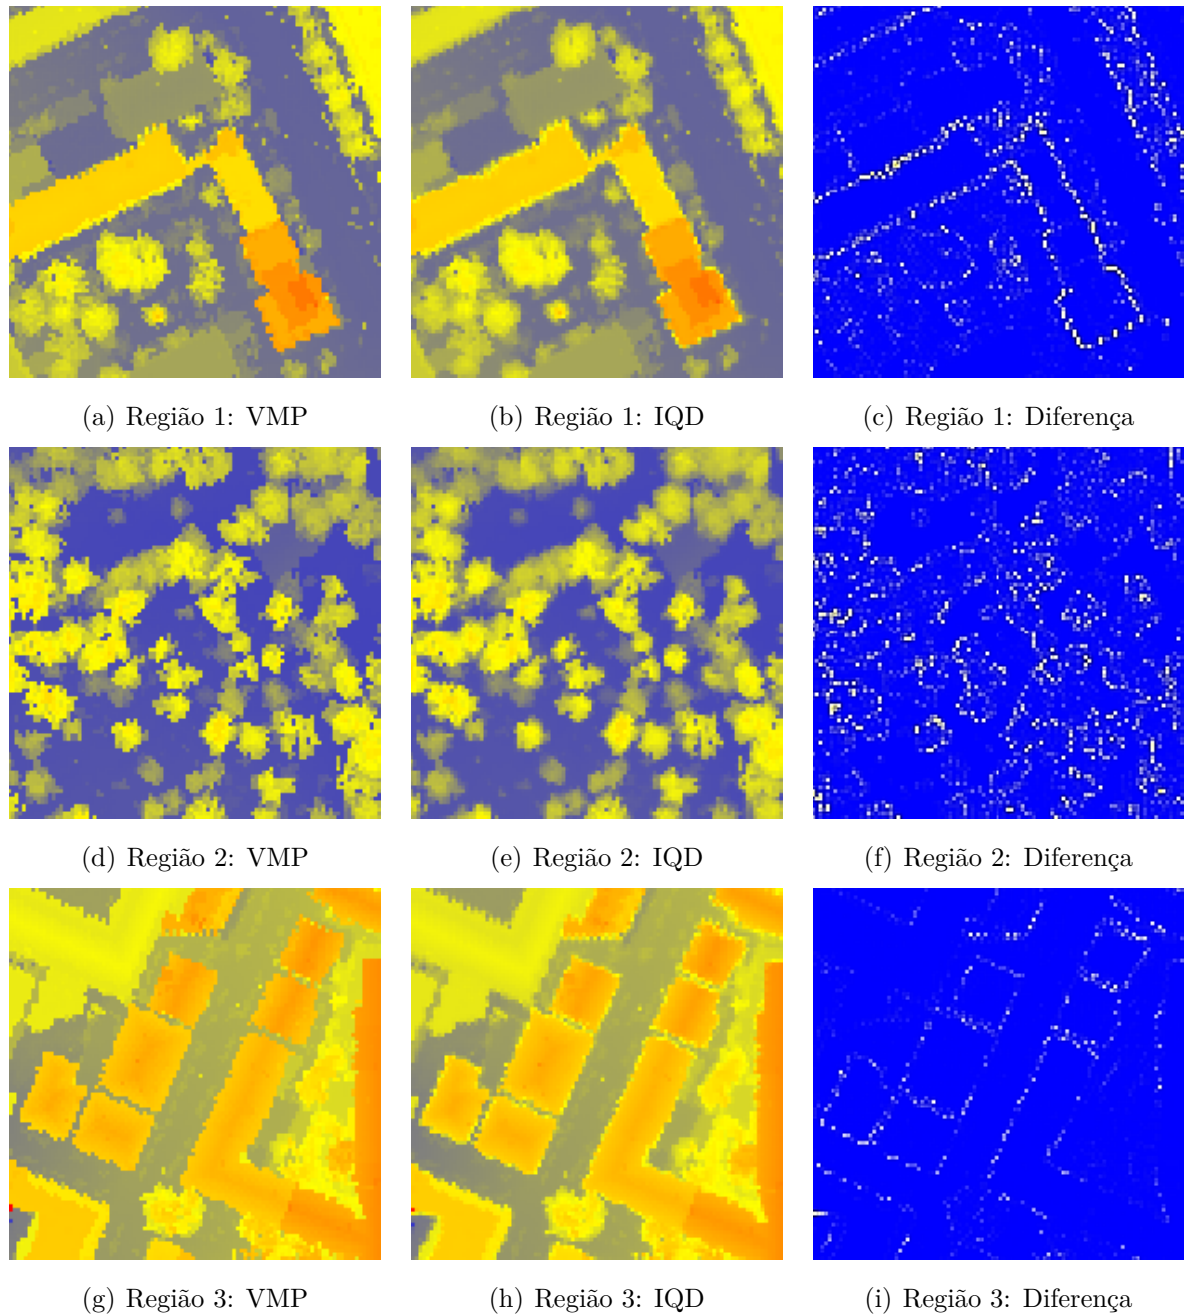 (a) Região 1: VMP
(b) Região 1: IQD
(c) Região 1: Diferença
(d) Região 2: VMP
(e) Região 2: IQD
(f) Região 2: Diferença
(g) Região 3: VMP
(h) Região 3: IQD
(i) Região 3: Diferença